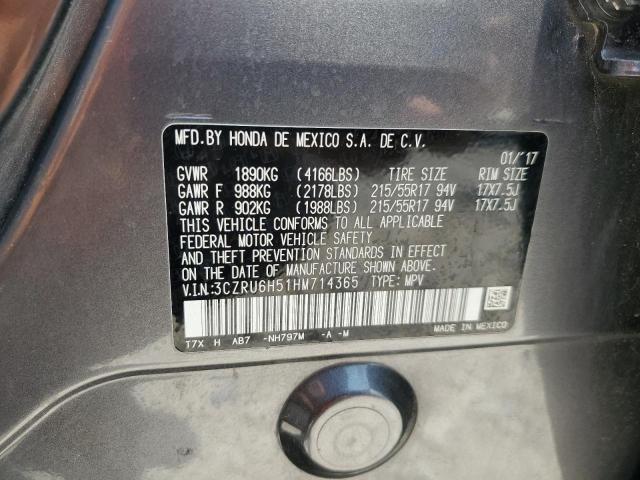 MFD.BY HONDA DE MEXICO S.A. DE C.V.
01/'17
GVWR 1890KG (4166LBS) TIRE SIZE RIM SIZE
GAWR F 988KG (2178LBS) 215/55R17 94V 17X7.5J
GAWR R 902KG (1988LBS) 215/55R17 94V 17X7.5J
THIS VEHICLE CONFORMS TO ALL APPLICABLE
FEDERAL MOTOR VEHICLE SAFETY
AND THEFT PREVENTION STANDARDS IN EFFECT
ON THE DATE OF MANUFACTURE SHOWN ABOVE.
V.I.N:3CZRU6H51HM714365 TYPE: MPV
T7X H AB7 -NH797M -A -M
MADE IN MEXICO